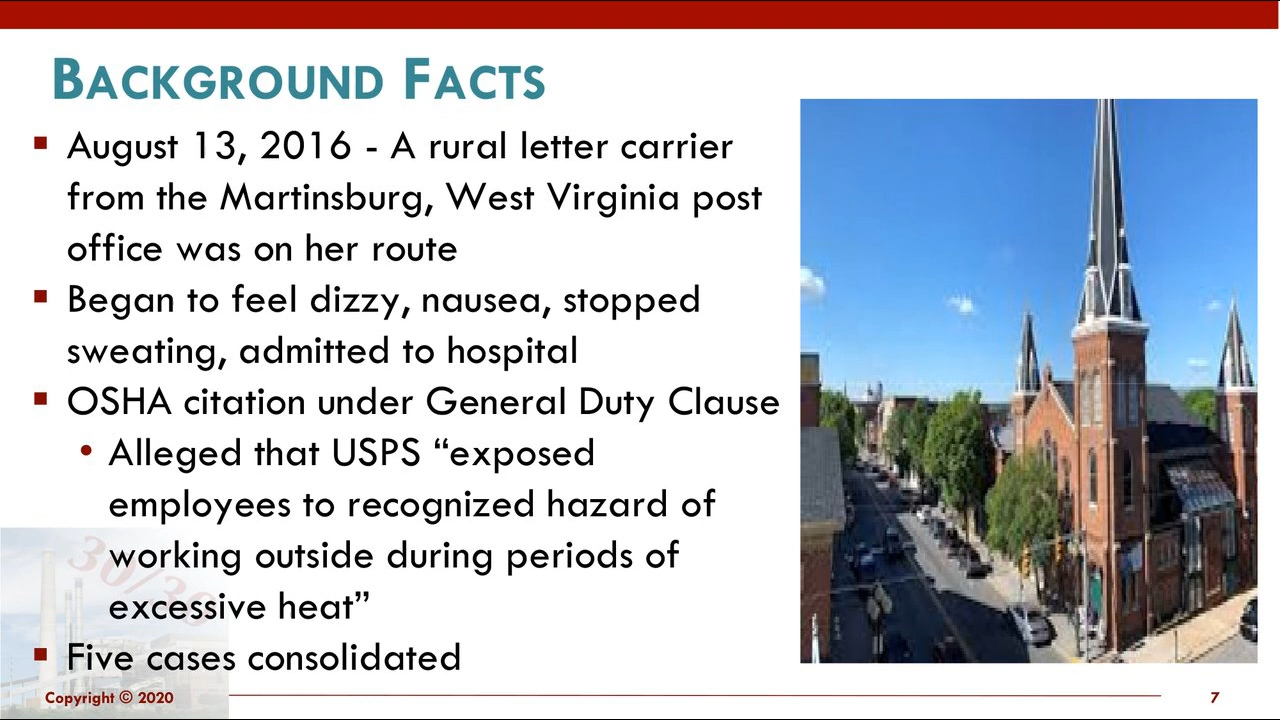 BACKGROUND FACTS
▪ August 13, 2016 - A rural letter carrier
from the Martinsburg, West Virginia post
office was on her route
▪ Began to feel dizzy, nausea, stopped
sweating, admitted to hospital
▪ OSHA citation under General Duty Clause
• Alleged that USPS “exposed
employees to recognized hazard of
working outside during periods of
excessive heat”
▪ Five cases consolidated
30/30
Copyright © 2020
7